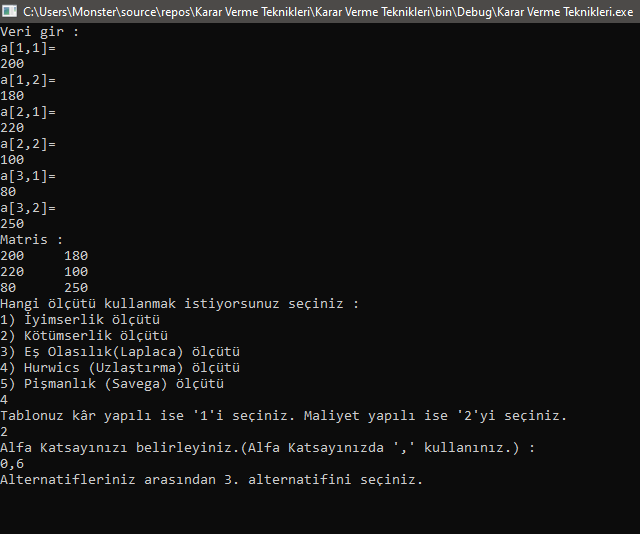 C:\Users\Monster\source\repos\Karar Verme Teknikleri\Karar Verme Teknikleri\bin\Debug\Karar Verme Teknikleri.exe
Veri gir :
a[1,1]=
200
a[1,2]=
180
a[2,1]=
220
a[2,2]=
100
a[3,1]=
80
a[3,2]=
250
Matris :
200     180
220     100
80      250
Hangi ölçütü kullanmak istiyorsunuz seçiniz :
1) İyimserlik ölçütü
2) Kötümserlik ölçütü
3) Eş Olasılık(Laplaca) ölçütü
4) Hurwics (Uzlaştırma) ölçütü
5) Pişmanlık (Savega) ölçütü
4
Tablonuz kâr yapılı ise '1'i seçiniz. Maliyet yapılı ise '2'yi seçiniz.
2
Alfa Katsayınızı belirleyiniz.(Alfa Katsayınızda ',' kullanınız.) :
0,6
Alternatifleriniz arasından 3. alternatifini seçiniz.